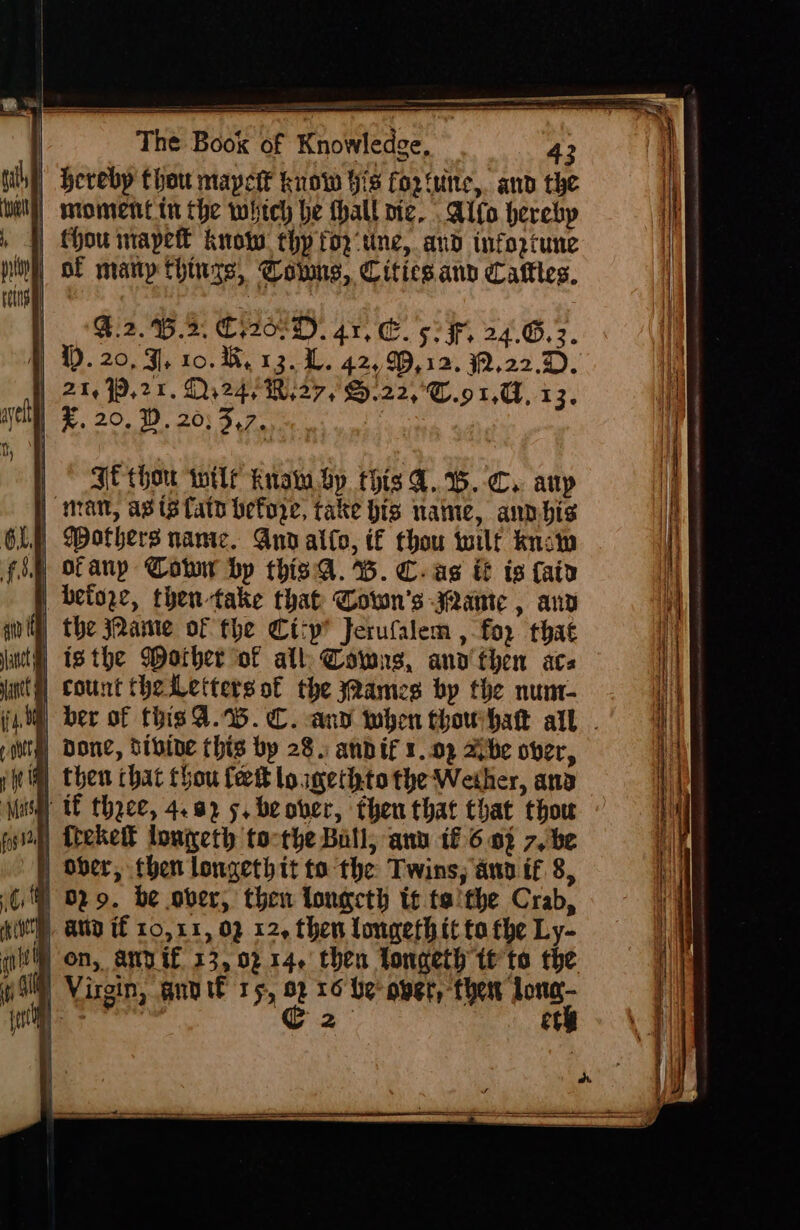 The Book of Knowledge. 43
hereby thou mayest know his fortune, and the
moment in the which he shall die. Also hereby
thou mayest know thy for‘une, and infortune
of many things, Towns, Cities and Castles.
A.2. B.2. C.20. D. 41, E. 5. F. 24. G. 3.
H. 20, J. 10. K. 13. L. 42, M, 12. N. 22. O.
21, P. 21. Q. 24, R. 27, S. 22, T. 91, U. 13.
X. 20. Y. 20, Z. 7.
If thou wilt know by this A. B. C. any
man, as is said before, take his name, and his
Mothers name. And also, if thou wilt know
of any Town by this A. B. C. as it is said
before, then take that Town's Name, and
the Name of the City Jerusalem, for that
is the Mother of all Towns, and then ac-
count the Letters of the Names by the num-
ber of this A. B. C. and when thou hast all
done, divide this by 28. and if 1. or 2. be over,
then that thou seest longeth to the Wether, and
if three, 4. or 5. be over, then that that thou
seekest longeth to the Bull, and if 6 or 7. be
over, then longeth it to the Twins, and if 8,
or 9. be over, then longeth it to the Crab,
and if 10, 11, or 12, then longeth it to the Ly-
on, and if 13, or 14. then longeth it to the
Virgin, and if 15, or 16 be over, then long-
C 2 eth